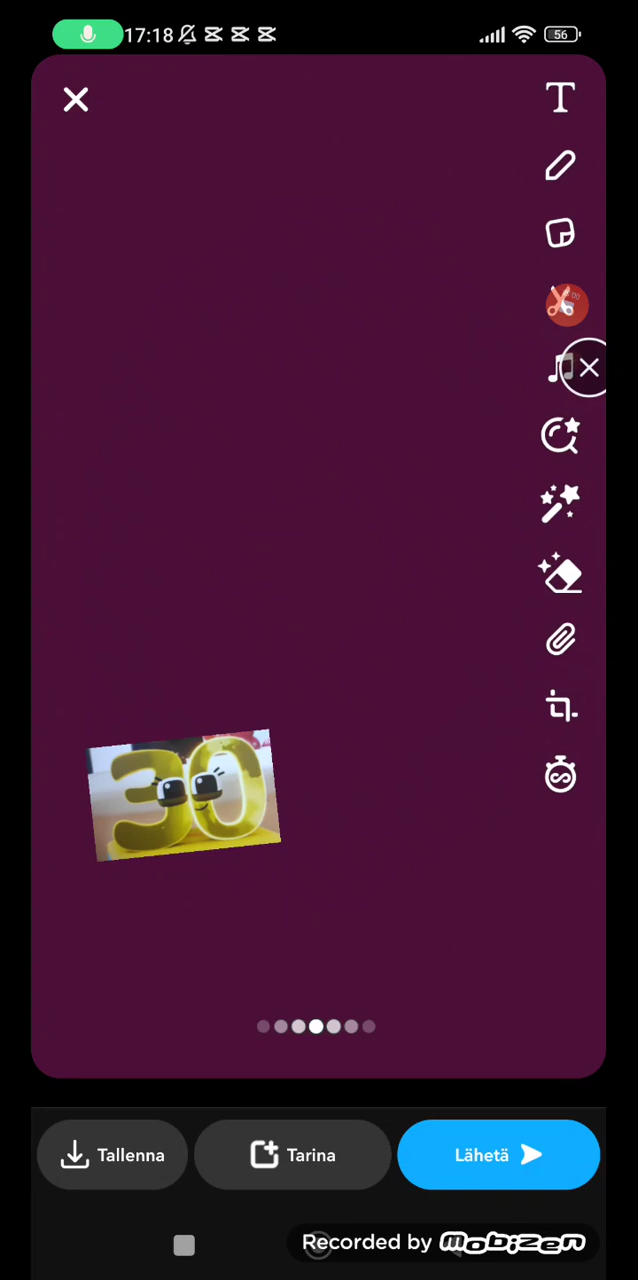 17:18
56
T
30
Tallenna
Tarina
Lähetä
Recorded by mobizen